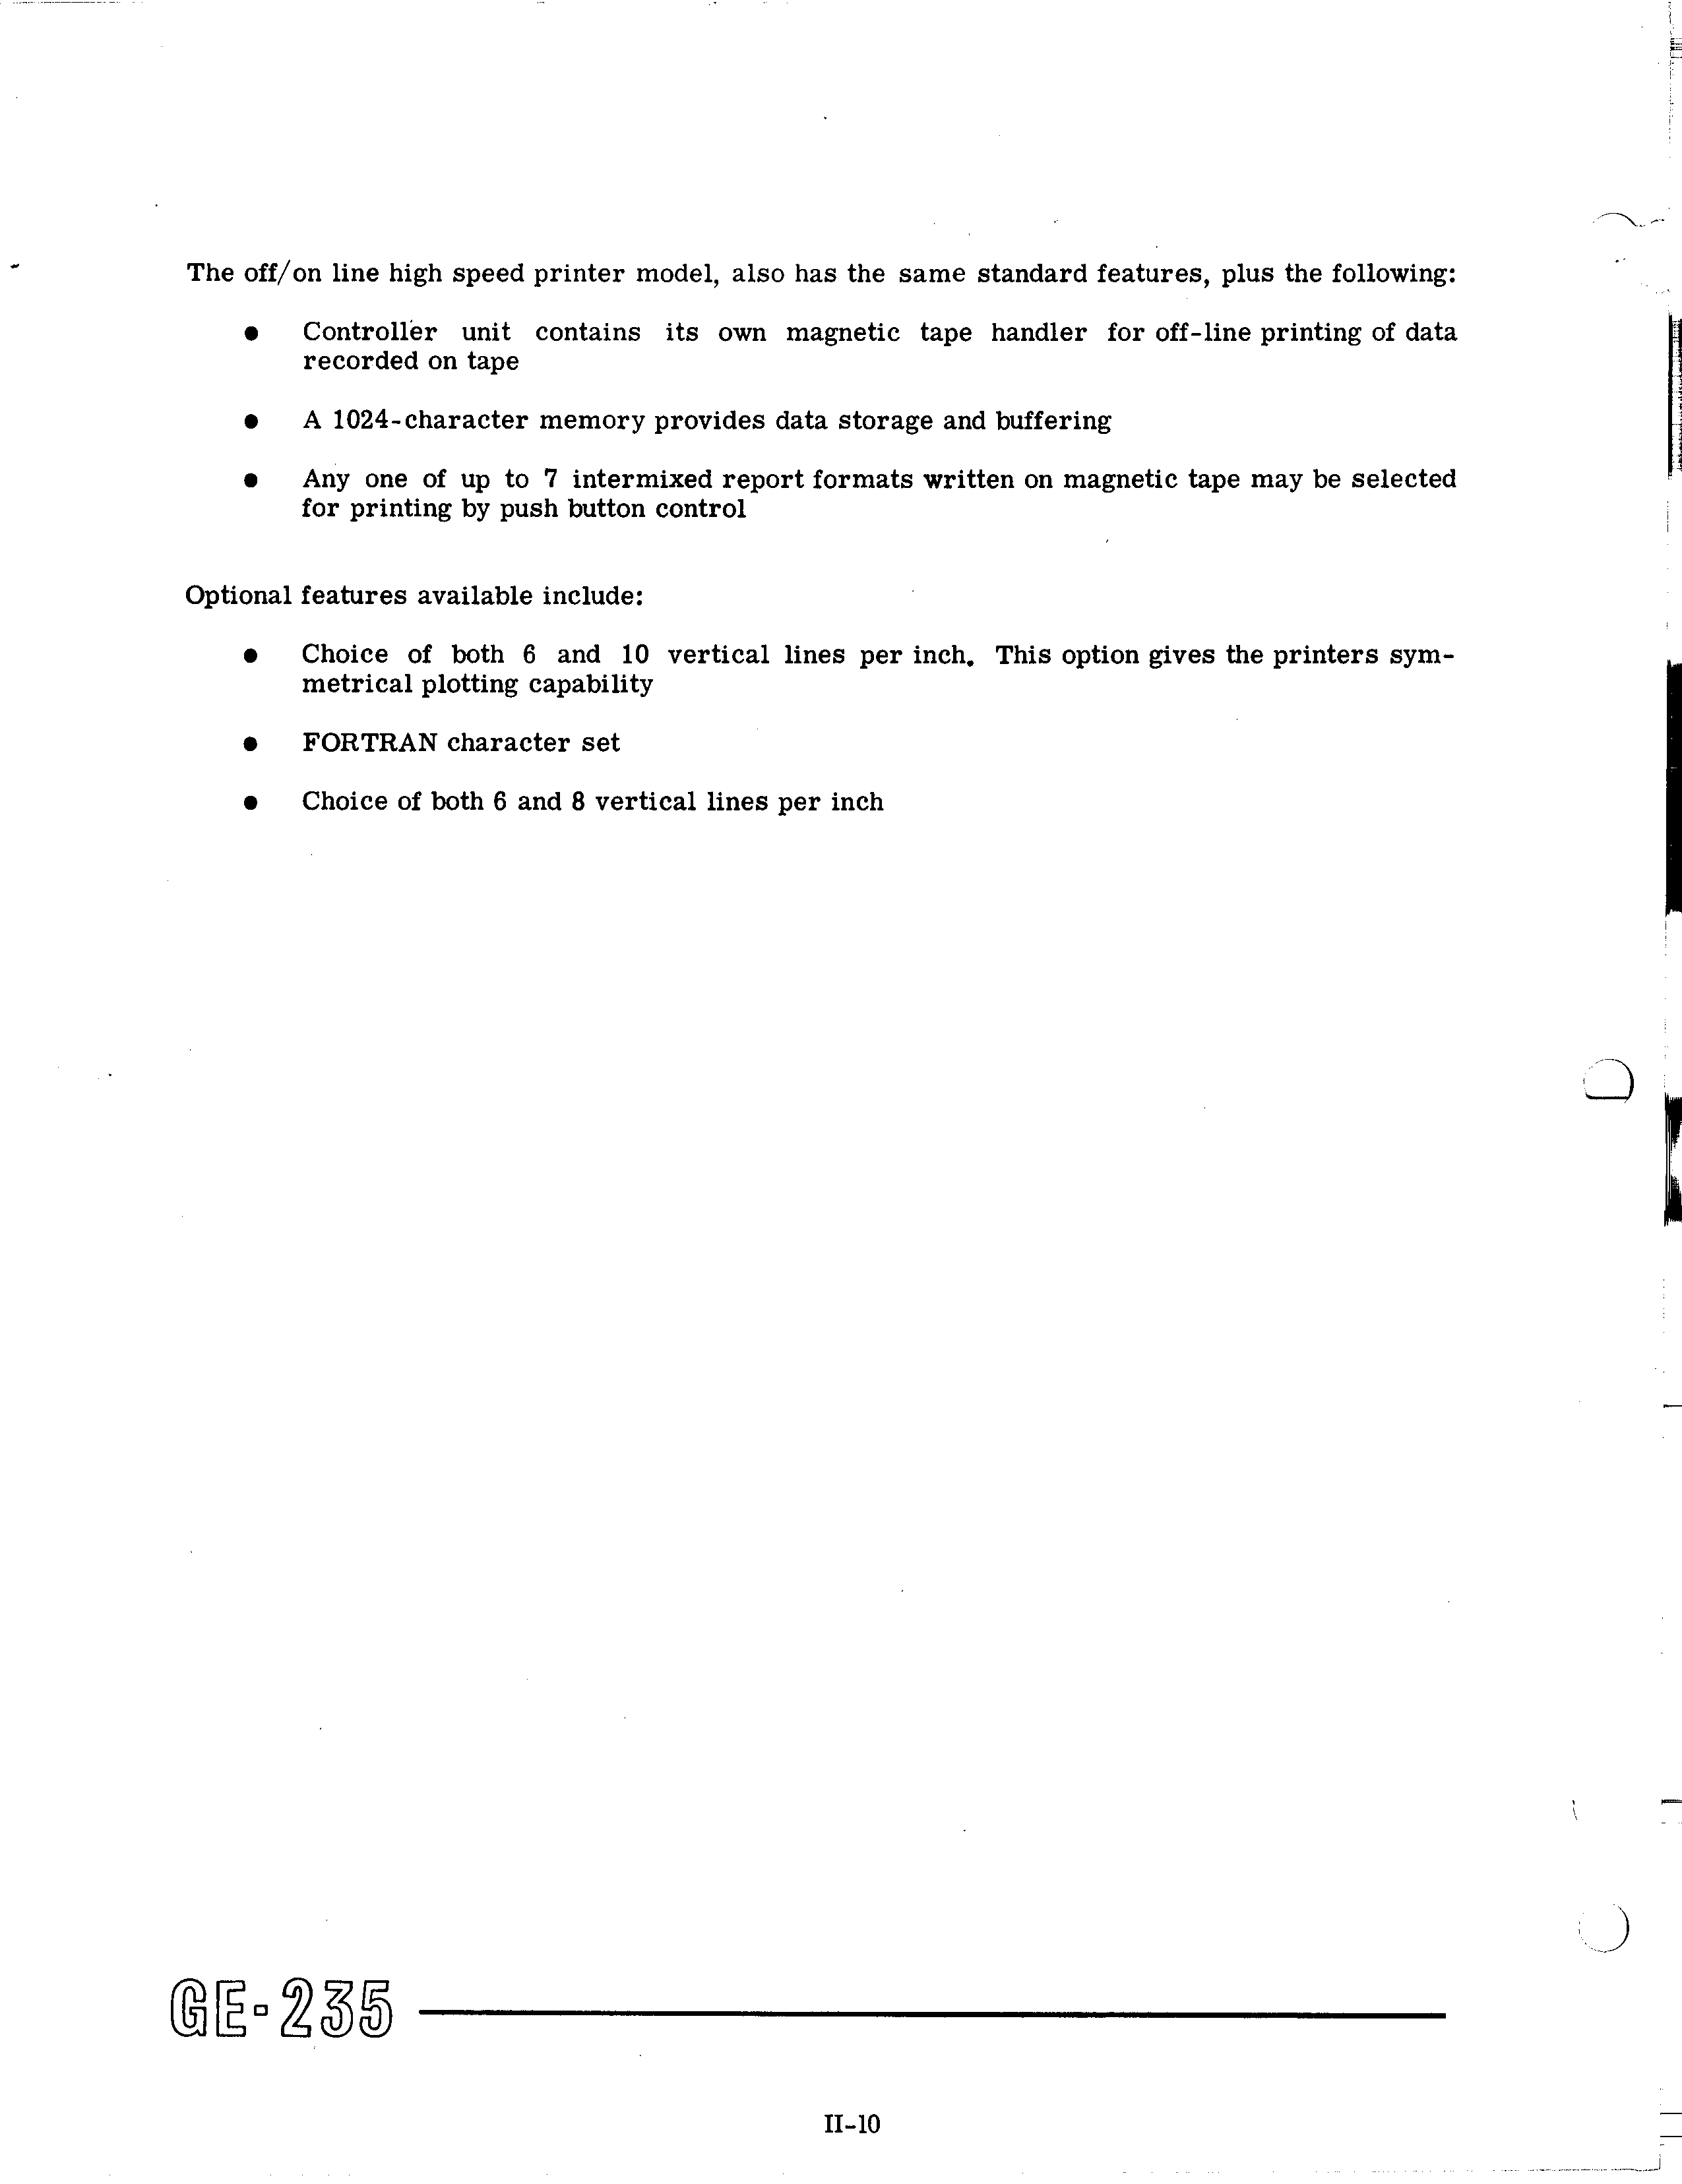 The off/on line high speed printer model, also has the same standard features, plus the following:
● Controller unit contains its own magnetic tape handler for off-line printing of data
recorded on tape
● A 1024-character memory provides data storage and buffering
● Any one of up to 7 intermixed report formats written on magnetic tape may be selected
for printing by push button control
Optional features available include:
● Choice of both 6 and 10 vertical lines per inch. This option gives the printers sym-
metrical plotting capability
● FORTRAN character set
● Choice of both 6 and 8 vertical lines per inch
GE-235
II-10